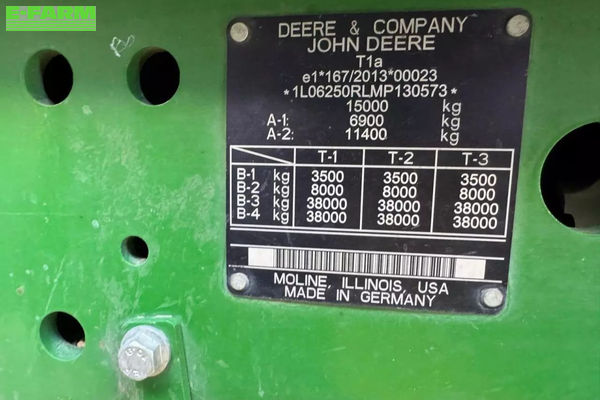 E-FARM
DEERE & COMPANY
JOHN DEERE
T1a
e1*167/2013*00023
*1L06250RLMP130573*
15000 kg
A-1: 6900 kg
A-2: 11400 kg
T-1 T-2 T-3
B-1 kg 3500 3500 3500
B-2 kg 8000 8000 8000
B-3 kg 38000 38000 38000
B-4 kg 38000 38000 38000
MOLINE, ILLINOIS, USA
MADE IN GERMANY